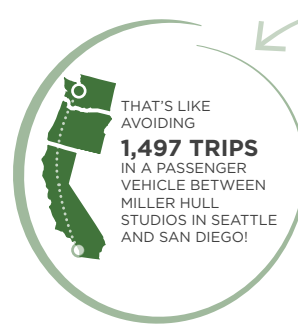 THAT'S LIKE
AVOIDING
1,497 TRIPS
IN A PASSENGER
VEHICLE BETWEEN
MILLER HULL
STUDIOS IN SEATTLE
AND SAN DIEGO!